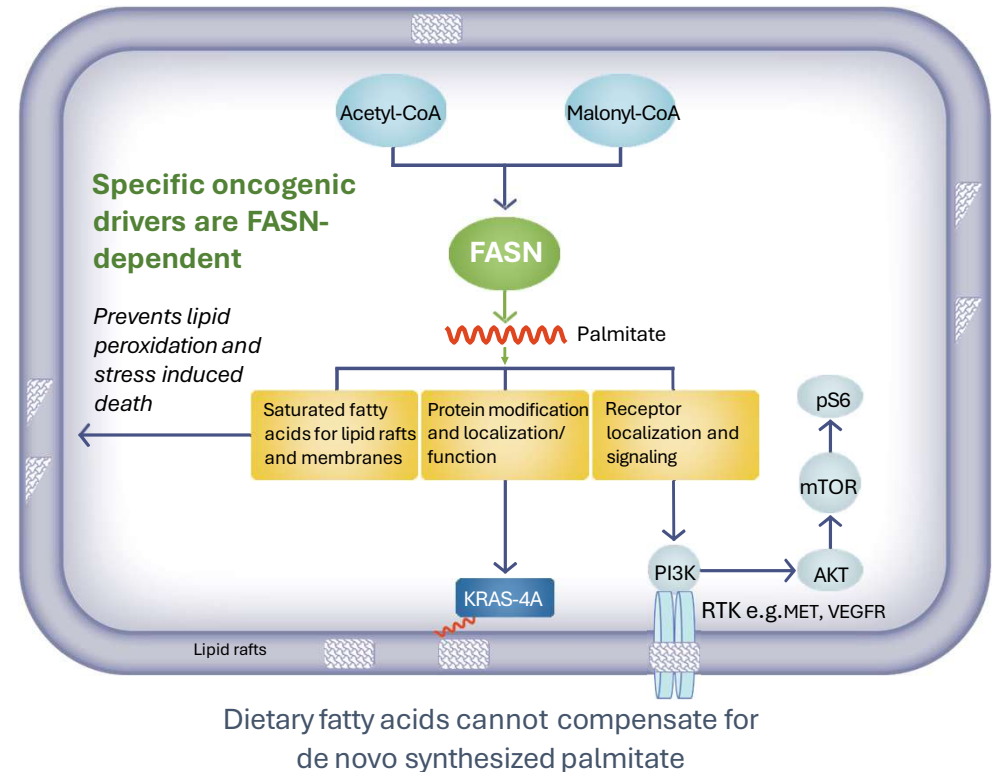 Acetyl-CoA
Malonyl-CoA
Specific oncogenic
drivers are FASN-
dependent
FASN
Prevents lipid
peroxidation and
stress induced
death
Palmitate
Saturated fatty
acids for lipid rafts
and membranes
Protein modification
and localization/
function
Receptor
localization and
signaling
pS6
mTOR
AKT
PI3K
KRAS-4A
RTK e.g.MET, VEGFR
Lipid rafts
Dietary fatty acids cannot compensate for
de novo synthesized palmitate